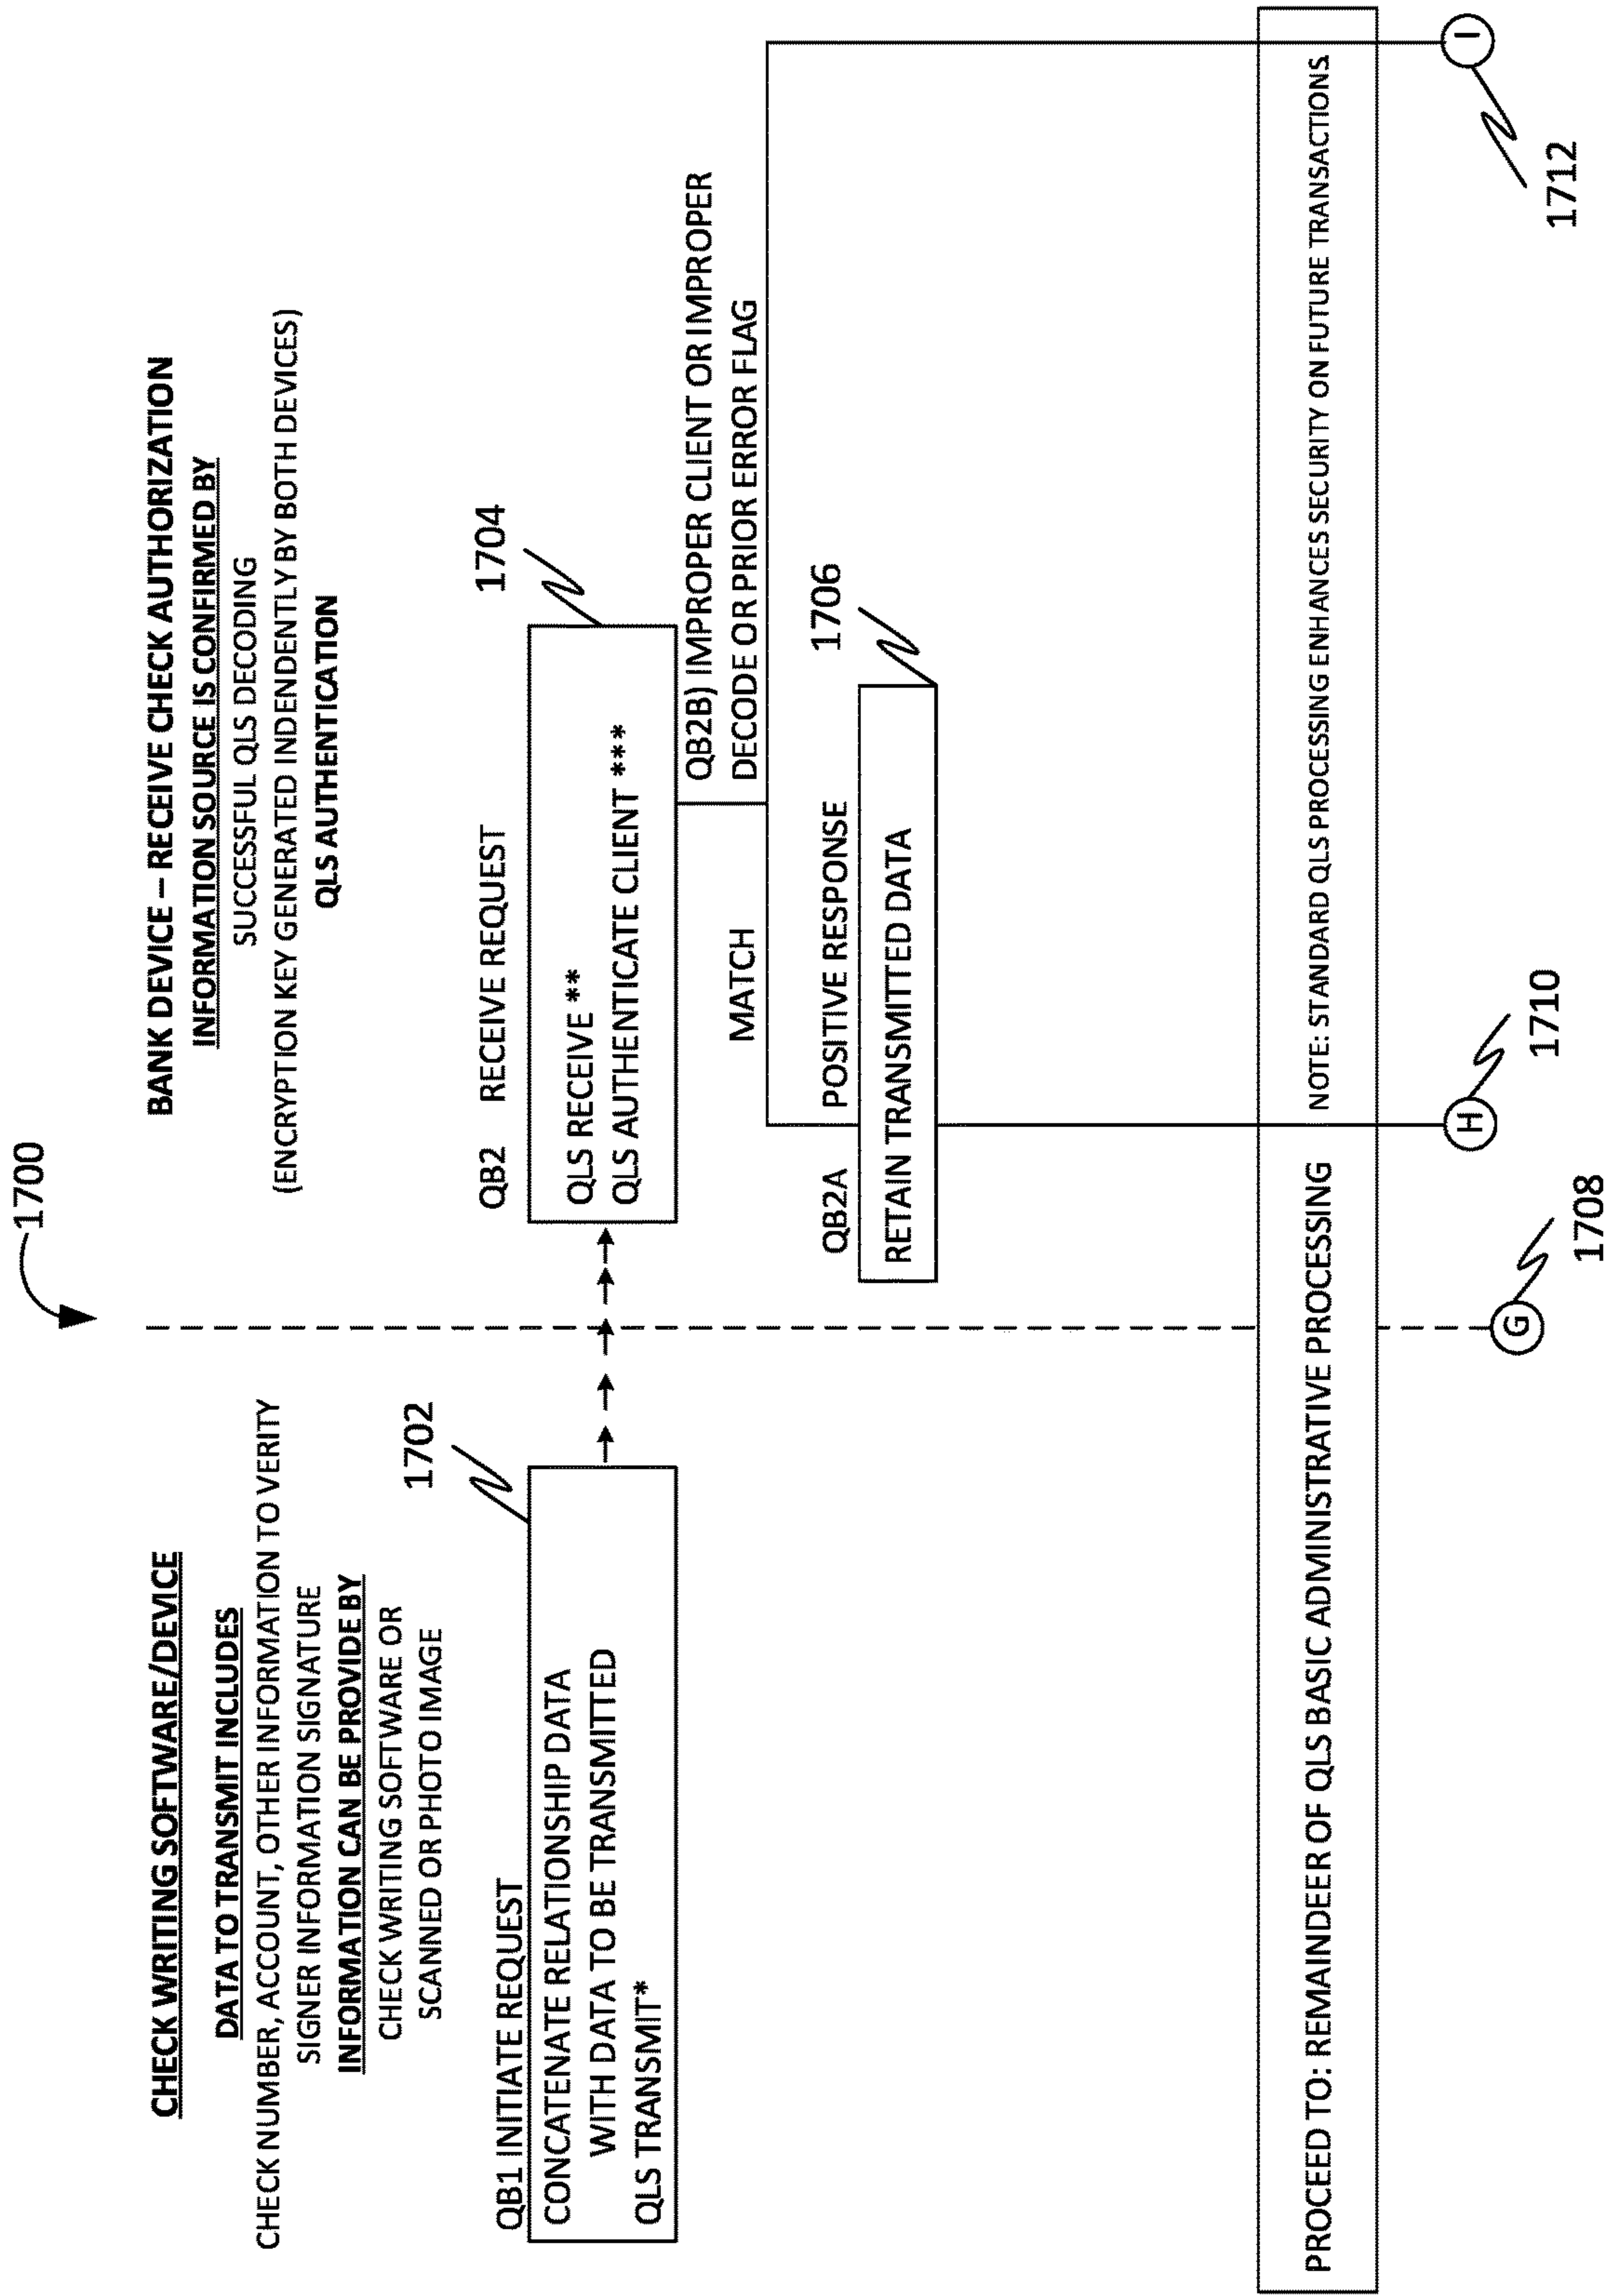 1700
CHECK WRITING SOFTWARE/DEVICE
DATA TO TRANSMIT INCLUDES
CHECK NUMBER, ACCOUNT, OTHER INFORMATION TO VERITY
SIGNER INFORMATION SIGNATURE
INFORMATION CAN BE PROVIDE BY
CHECK WRITING SOFTWARE OR
SCANNED OR PHOTO IMAGE
1702
QB1 INITIATE REQUEST
CONCATENATE RELATIONSHIP DATA
WITH DATA TO BE TRANSMITTED
QLS TRANSMIT*
BANK DEVICE – RECEIVE CHECK AUTHORIZATION
INFORMATION SOURCE IS CONFIRMED BY
SUCCESSFUL QLS DECODING
(ENCRYPTION KEY GENERATED INDENDENTLY BY BOTH DEVICES)
QLS AUTHENTICATION
1704
QB2 RECEIVE REQUEST
QLS RECEIVE **
QLS AUTHENTICATE CLIENT ***
QB2B) IMPROPER CLIENT OR IMPROPER
DECODE OR PRIOR ERROR FLAG
MATCH
1706
QB2A POSITIVE RESPONSE
RETAIN TRANSMITTED DATA
PROCEED TO: REMAINDEER OF QLS BASIC ADMINISTRATIVE PROCESSING
NOTE: STANDARD QLS PROCESSING ENHANCES SECURITY ON FUTURE TRANSACTIONS
G
1708
H
1710
I
1712